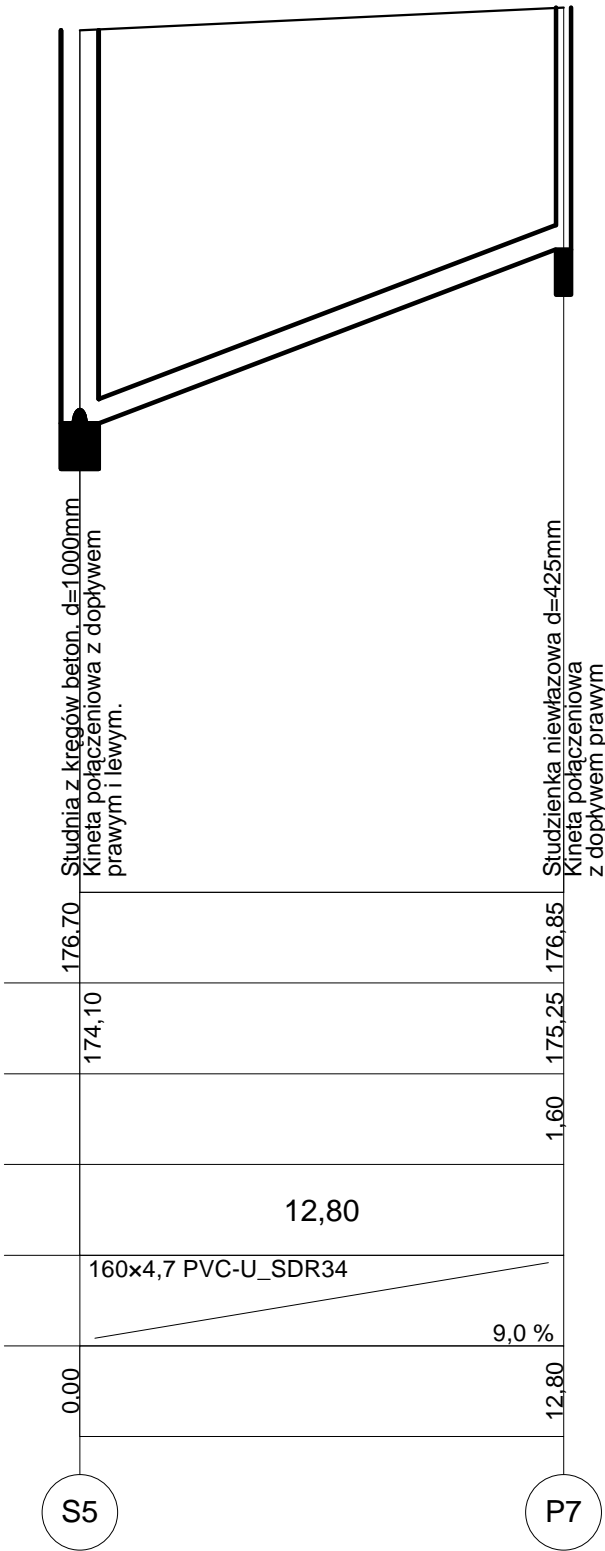 Studnia z kręgów beton. d=1000mm
Kineta połączeniowa z dopływem
prawym i lewym.
Studzienka niewłazowa d=425mm
Kineta połączeniowa
z dopływem prawym
176.70
176,85
174,10
175,25
1,60
12,80
160×4,7 PVC-U_SDR34
9,0 %
0.00
12,80
S5
P7